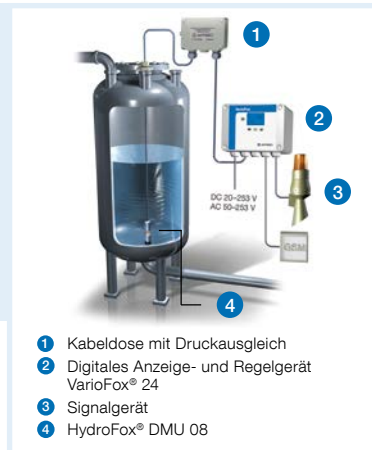 1
VarioFox
2
3
DC 20–253 V
AC 50–253 V
GSM
4
1 Kabeldose mit Druckausgleich
2 Digitales Anzeige- und Regelgerät
VarioFox® 24
3 Signalgerät
4 HydroFox® DMU 08